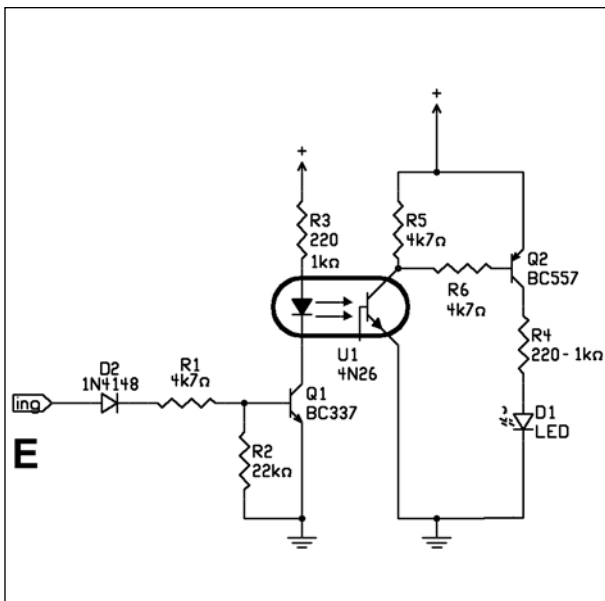 +
+
R3
220
1kΩ
R5
4k7Ω
Q2
BC557
R6
4k7Ω
R4
220-1kΩ
U1
4N26
D2
1N4148
R1
4k7Ω
Q1
BC337
D1
LED
ing
E
R2
22kΩ